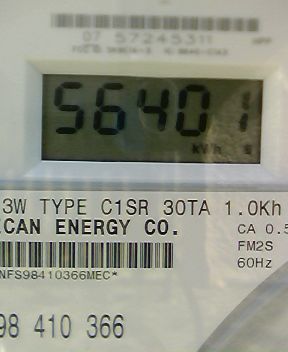 07 57245311
56401
kWh
3W TYPE C1SR 30TA 1.0Kh
ICAN ENERGY CO.
CA 0.5
FM2S
60Hz
NFS98410366MEC*
98 410 366